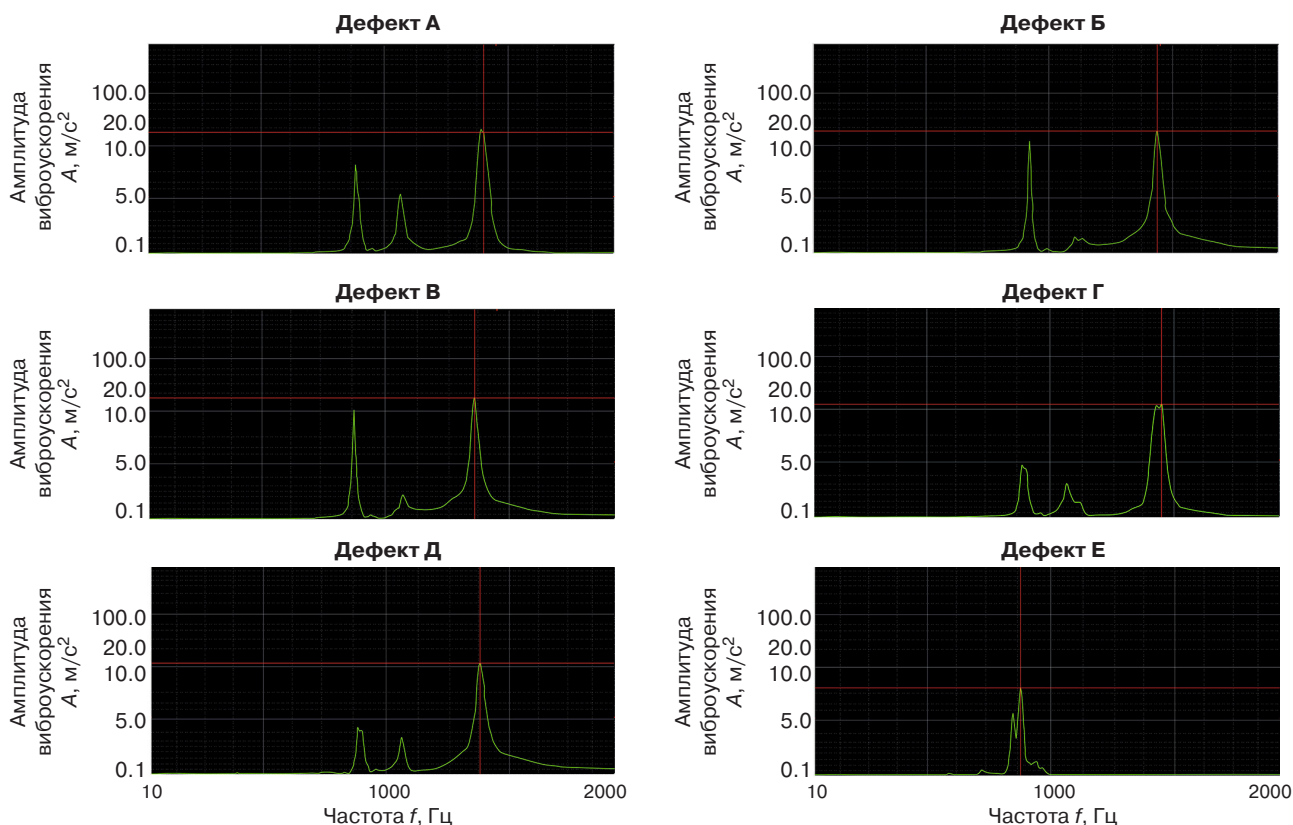 Дефект А
Амплитуда
виброускорения
A, м/с²
100.0
20.0
10.0
5.0
0.1
Дефект Б
Амплитуда
виброускорения
A, м/с²
100.0
20.0
10.0
5.0
0.1
Дефект В
Амплитуда
виброускорения
A, м/с²
100.0
20.0
10.0
5.0
0.1
Дефект Г
Амплитуда
виброускорения
A, м/с²
100.0
20.0
10.0
5.0
0.1
Дефект Д
Амплитуда
виброускорения
A, м/с²
100.0
20.0
10.0
5.0
0.1
10 1000 2000
Частота f, Гц
Дефект Е
Амплитуда
виброускорения
A, м/с²
100.0
20.0
10.0
5.0
0.1
10 1000 2000
Частота f, Гц